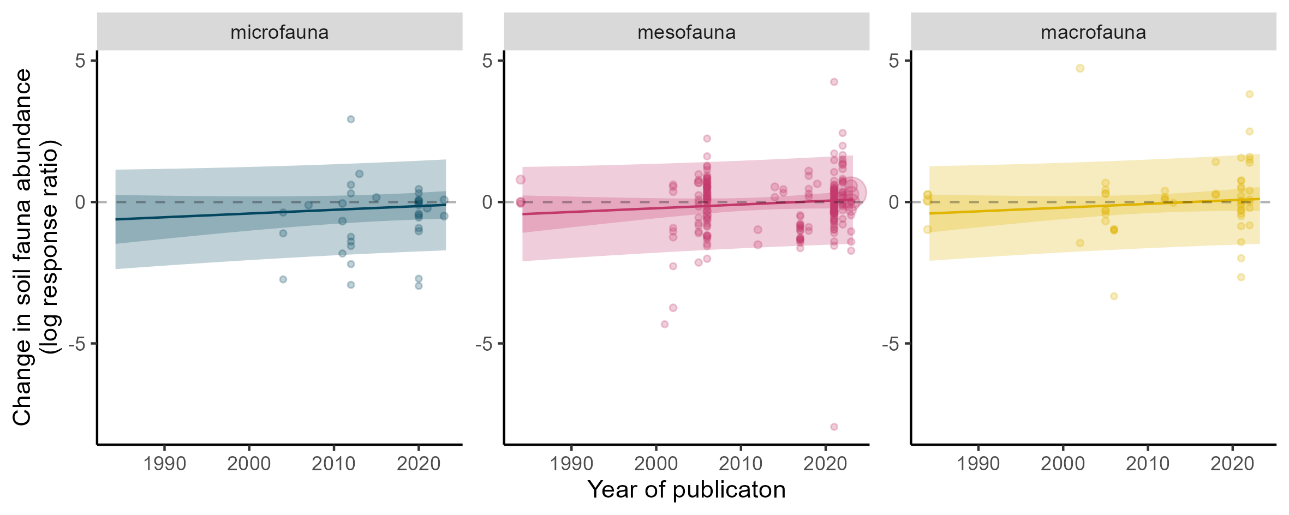 microfauna
mesofauna
macrofauna
Change in soil fauna abundance
(log response ratio)
5
0
-5
5
0
-5
5
0
-5
1990 2000 2010 2020
1990 2000 2010 2020
1990 2000 2010 2020
Year of publicaton